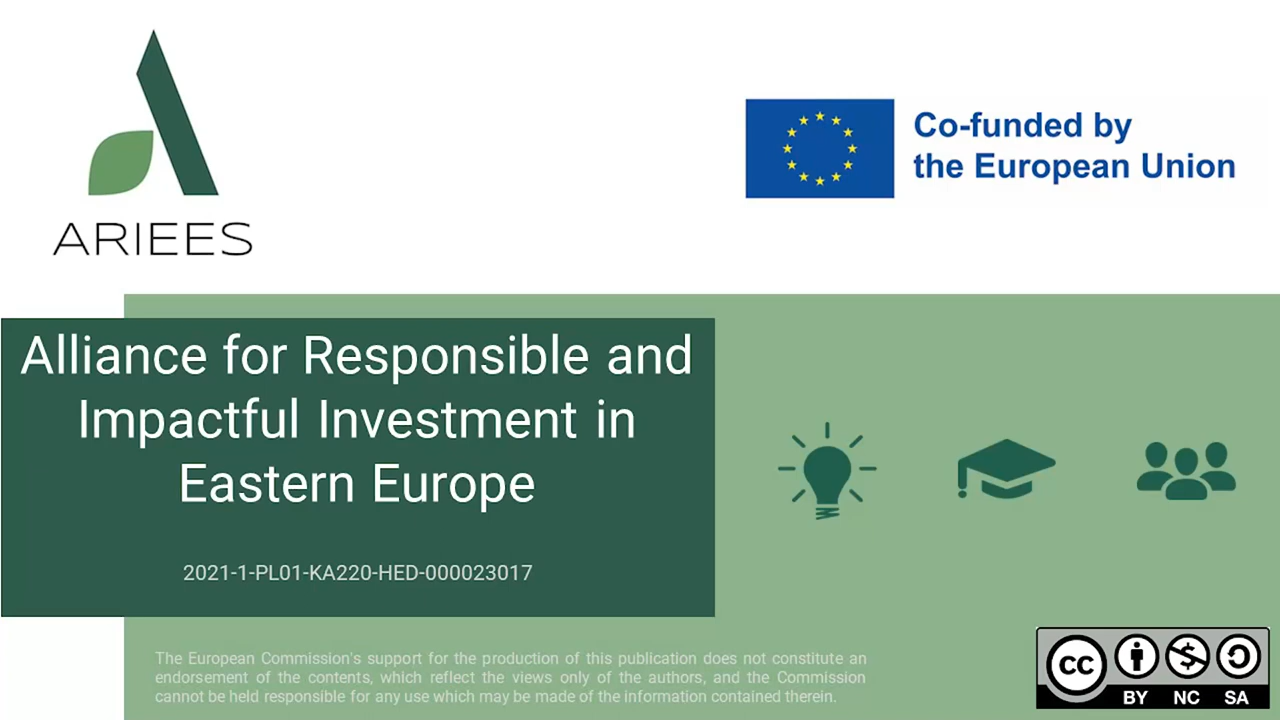 ARIEES
Co-funded by
the European Union
Alliance for Responsible and
Impactful Investment in
Eastern Europe
2021-1-PL01-KA220-HED-000023017
The European Commission's support for the production of this publication does not constitute an
endorsement of the contents, which reflect the views only of the authors, and the Commission
cannot be held responsible for any use which may be made of the information contained therein.
CC
BY NC SA